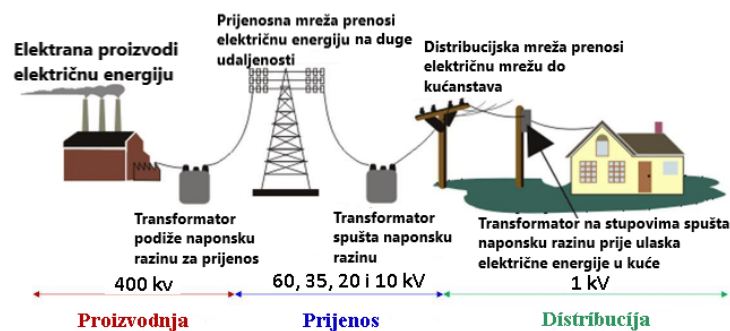 Elektrana proizvodi
električnu energiju
Prijenosna mreža prenosi
električnu energiju na duge
udaljenosti
Distribucijska mreža prenosi
električnu mrežu do
kućanstava
Transformator
podiže naponsku
razinu za prijenos
Transformator
spušta naponsku
razinu
Transformator na stupovima spušta
naponsku razinu prije ulaska
električne energije u kuće
400 kv
60, 35, 20 i 10 kV
1 kV
Proizvodnja
Prijenos
Distribucija